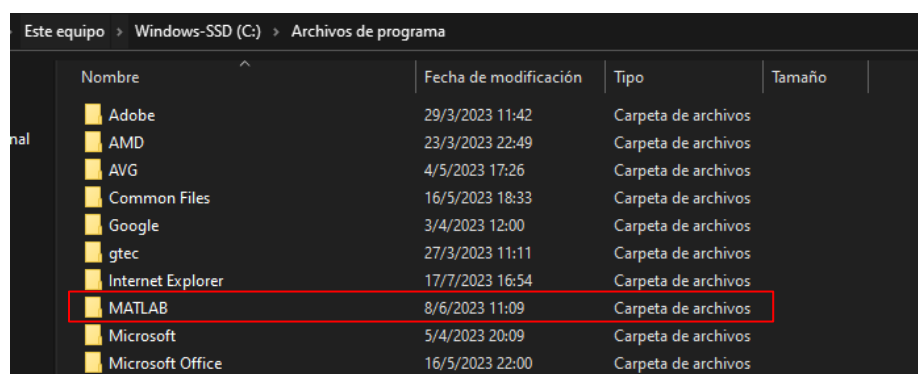 Este equipo > Windows-SSD (C:) > Archivos de programa
Nombre Fecha de modificación Tipo Tamaño
Adobe 29/3/2023 11:42 Carpeta de archivos
nal AMD 23/3/2023 22:49 Carpeta de archivos
AVG 4/5/2023 17:26 Carpeta de archivos
Common Files 16/5/2023 18:33 Carpeta de archivos
Google 3/4/2023 12:00 Carpeta de archivos
gtec 27/3/2023 11:11 Carpeta de archivos
Internet Explorer 17/7/2023 16:54 Carpeta de archivos
MATLAB 8/6/2023 11:09 Carpeta de archivos
Microsoft 5/4/2023 20:09 Carpeta de archivos
Microsoft Office 16/5/2023 22:00 Carpeta de archivos